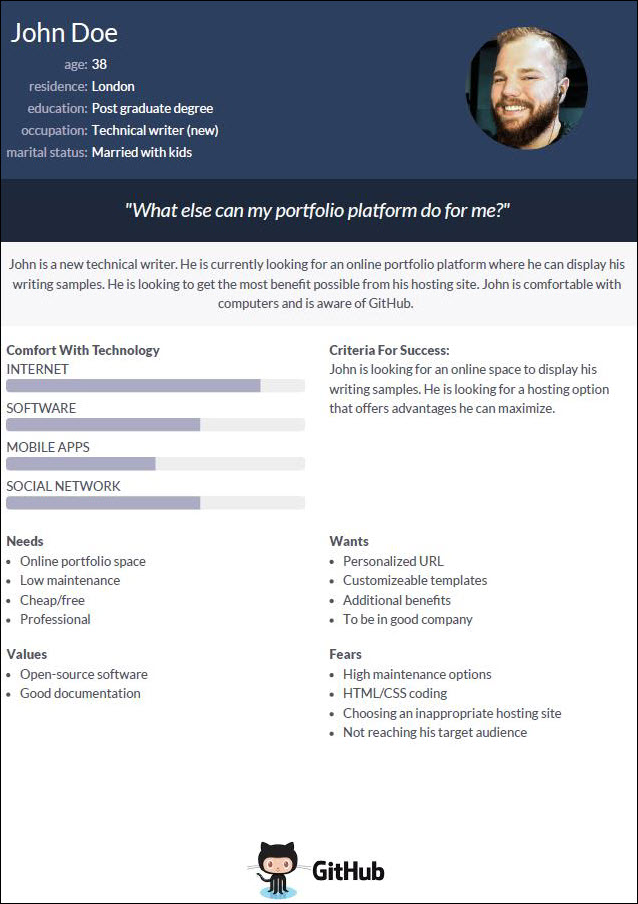 John Doe
age: 38
residence: London
education: Post graduate degree
occupation: Technical writer (new)
marital status: Married with kids
"What else can my portfolio platform do for me?"
John is a new technical writer. He is currently looking for an online portfolio platform where he can display his
writing samples. He is looking to get the most benefit possible from his hosting site. John is comfortable with
computers and is aware of GitHub.
Comfort With Technology
INTERNET
SOFTWARE
MOBILE APPS
SOCIAL NETWORK
Criteria For Success:
John is looking for an online space to display his
writing samples. He is looking for a hosting option
that offers advantages he can maximize.
Needs
• Online portfolio space
• Low maintenance
• Cheap/free
• Professional
Wants
• Personalized URL
• Customizeable templates
• Additional benefits
• To be in good company
Values
• Open-source software
• Good documentation
Fears
• High maintenance options
• HTML/CSS coding
• Choosing an inappropriate hosting site
• Not reaching his target audience
GitHub